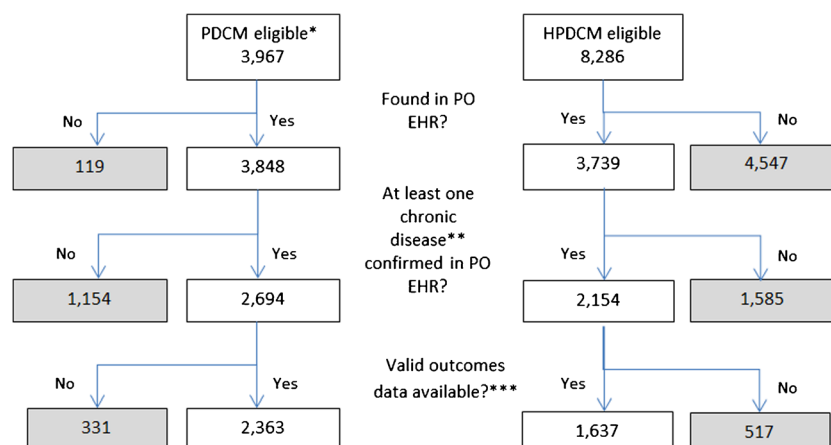 PDCM eligible*
3,967
HPDCM eligible
8,286
Found in PO
EHR?
No
Yes
Yes
No
119
3,848
3,739
4,547
At least one
chronic
disease**
confirmed in PO
EHR?
No
Yes
Yes
No
1,154
2,694
2,154
1,585
Valid outcomes
data available?***
No
Yes
Yes
No
331
2,363
1,637
517